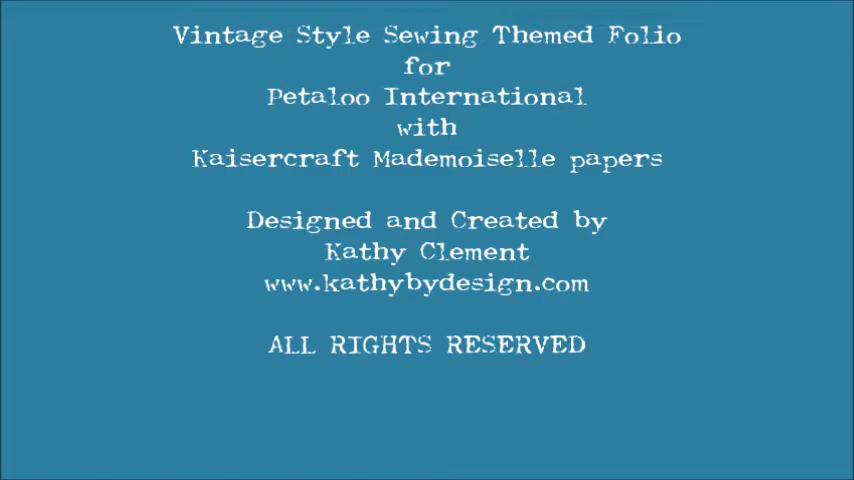 Vintage Style Sewing Themed Folio
for
Petaloo International
with
Kaisercraft Mademoiselle papers
Designed and Created by
Kathy Clement
www.kathybydesign.com
ALL RIGHTS RESERVED